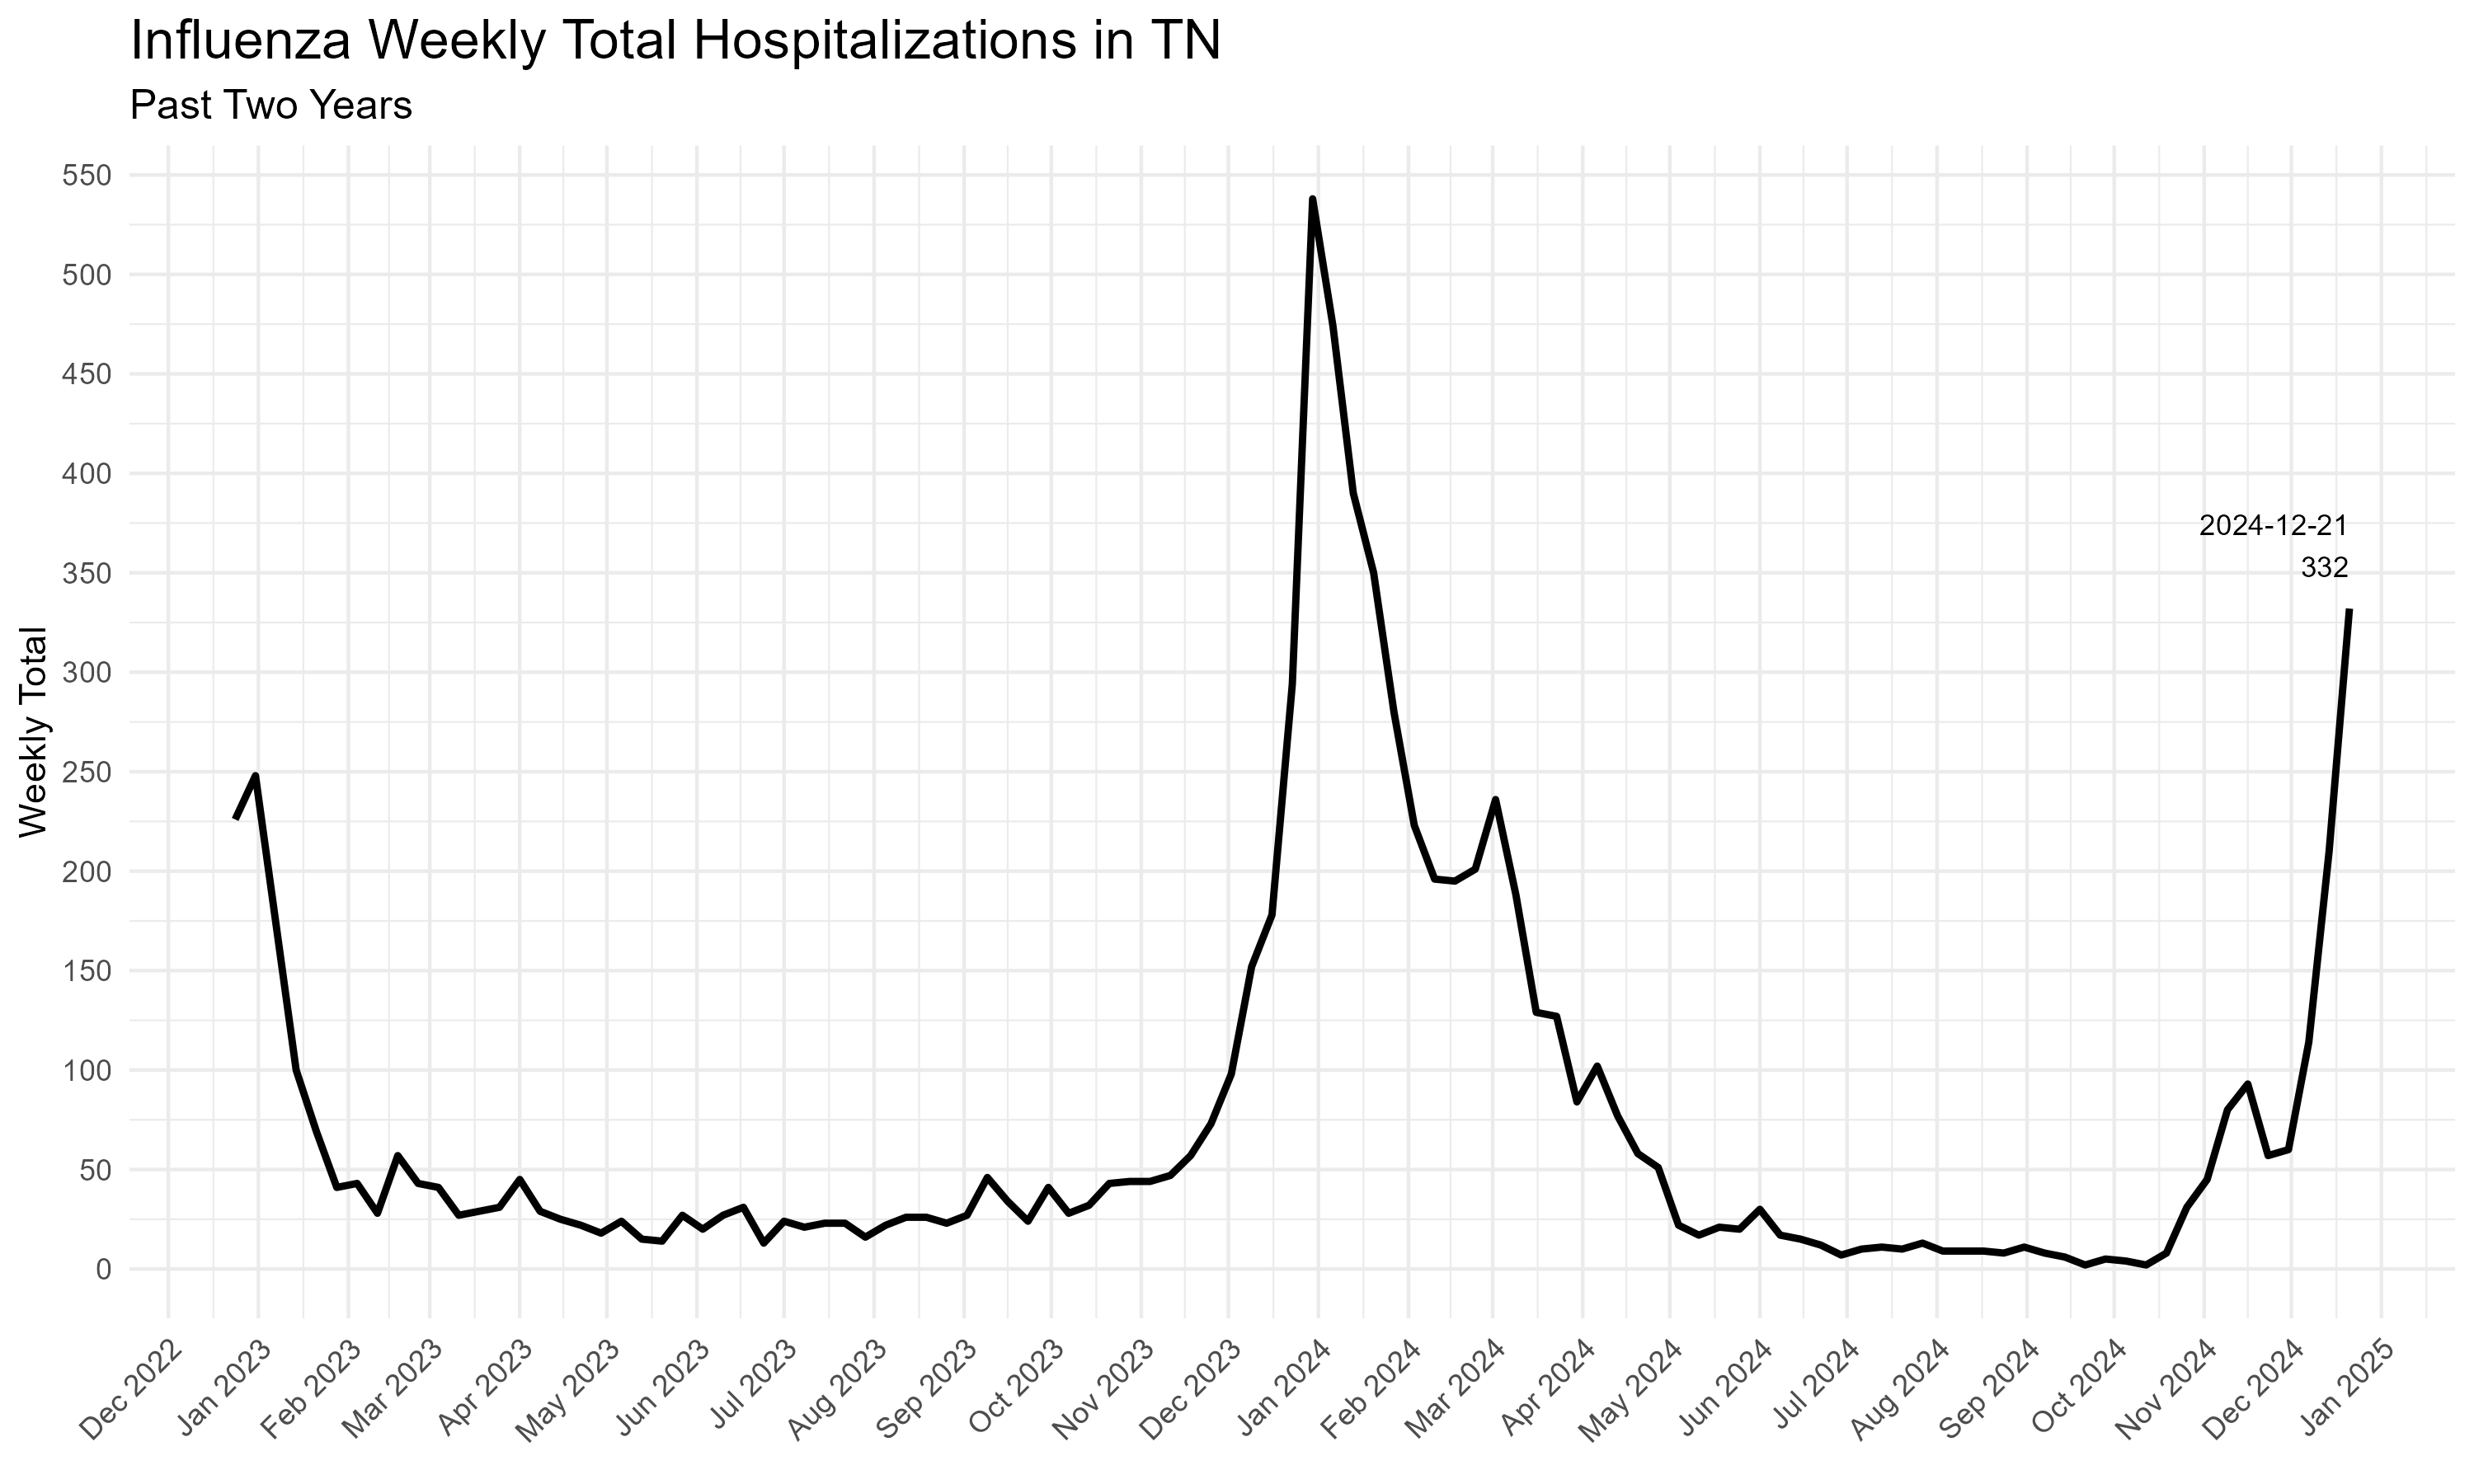 Influenza Weekly Total Hospitalizations in TN
Past Two Years
Weekly Total
550
500
450
400
350
300
250
200
150
100
50
0
2024-12-21
332
Dec 2022
Jan 2023
Feb 2023
Mar 2023
Apr 2023
May 2023
Jun 2023
Jul 2023
Aug 2023
Sep 2023
Oct 2023
Nov 2023
Dec 2023
Jan 2024
Feb 2024
Mar 2024
Apr 2024
May 2024
Jun 2024
Jul 2024
Aug 2024
Sep 2024
Oct 2024
Nov 2024
Dec 2024
Jan 2025